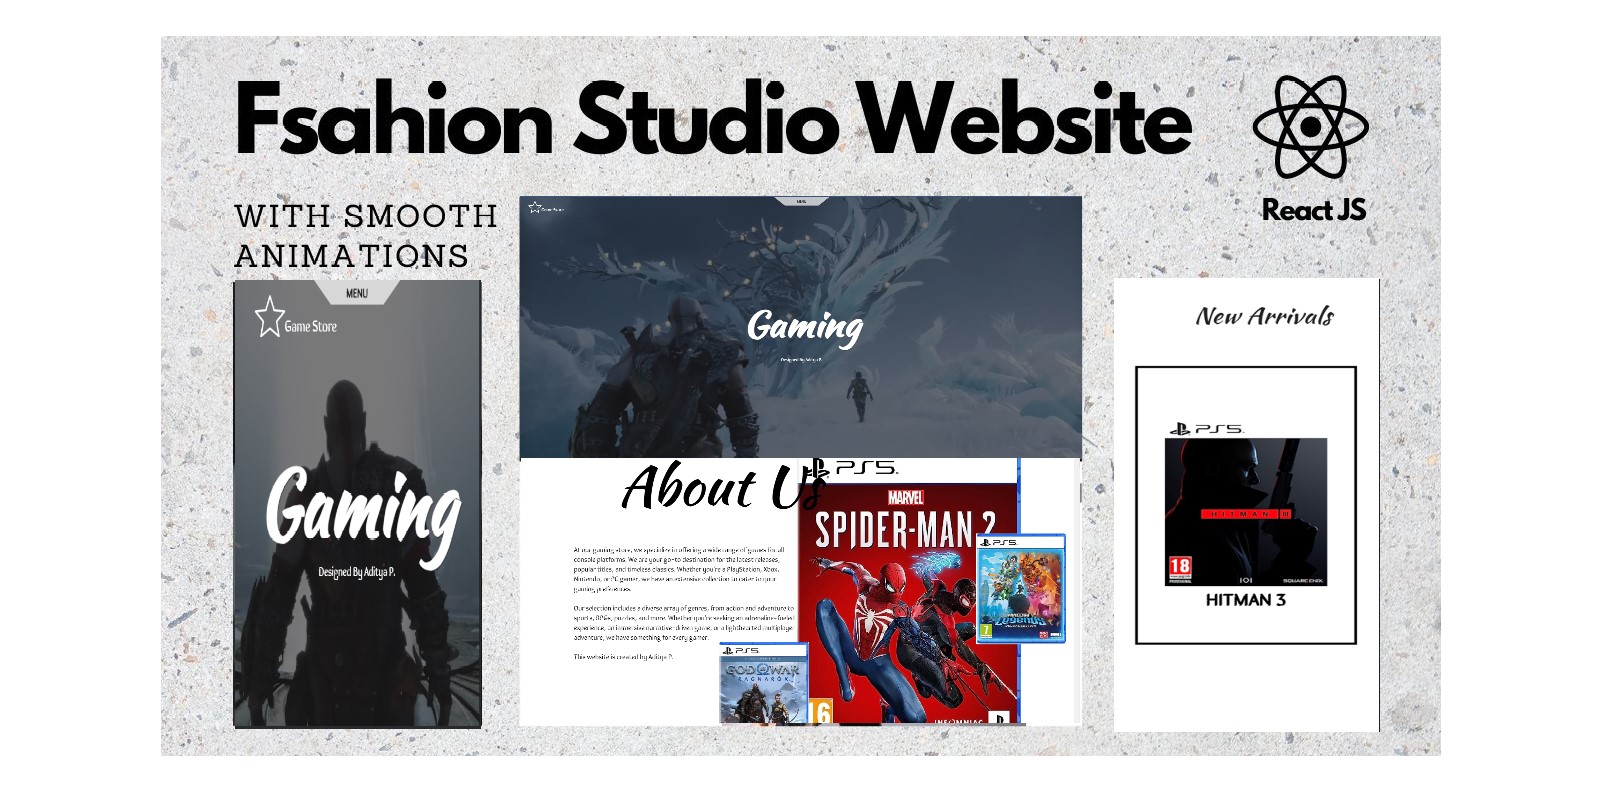 Fsahion Studio Website
React JS
WITH SMOOTH
ANIMATIONS
MENU
Game Store
Gaming
Designed By Aditya P.
Game Store
MENU
Gaming
Designed By Aditya P.
About Us
At our gaming store, we specialize in offering a wide range of games for all
console platforms. We are your go-to destination for the latest releases,
popular titles, and timeless classics. Whether you're a PlayStation, Xbox,
Nintendo, or PC gamer, we have an extensive collection to cater to your
gaming preferences.
Our selection includes a diverse array of genres, from action and adventure to
sports, RPGs, puzzles, and more. Whether you're seeking an adrenaline-fueled
experience, an immersive narrative-driven game, or a lighthearted multiplayer
adventure, we have something for every gamer.
This website is created by Aditya P.
PS5
MARVEL
SPIDER-MAN 2
16
INSOMNIAC
PS5
LEGENDS
7
PS5
GOD OF WAR
RAGNARÖK
New Arrivals
PS5
HITMAN III
18
IOI
SQUARE ENIX
HITMAN 3